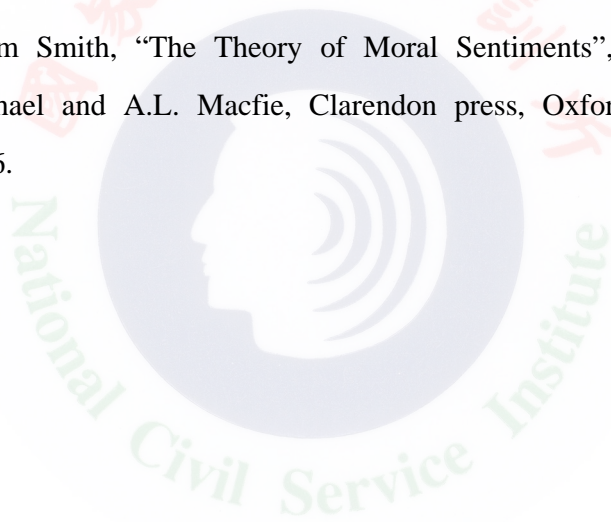 m Smith, “The Theory of Moral Sentiments”,
hael and A.L. Macfie, Clarendon press, Oxfor
6.
National Civil Service Institute